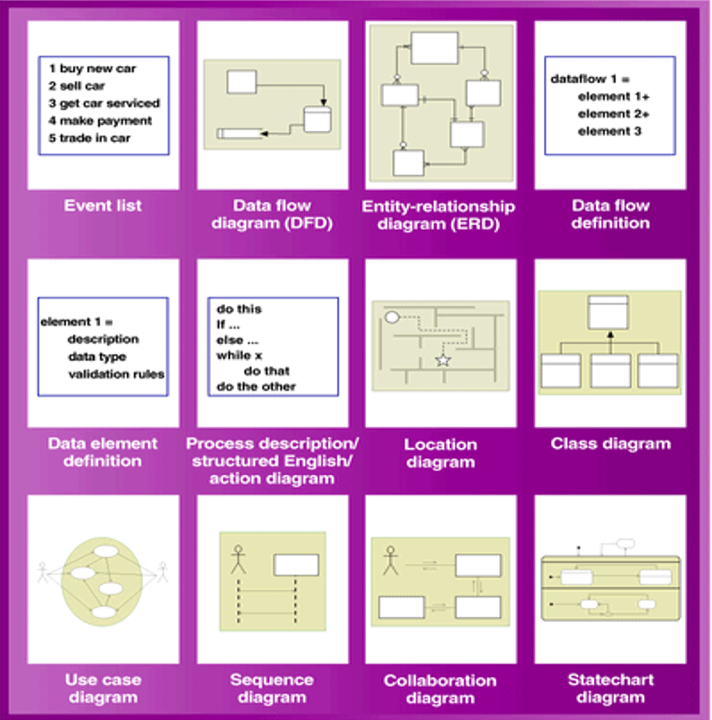 1 buy new car
2 sell car
3 get car serviced
4 make payment
5 trade in car
Event list
Data flow
diagram (DFD)
Entity-relationship
diagram (ERD)
dataflow 1 =
element 1+
element 2+
element 3
Data flow
definition
element 1 =
description
data type
validation rules
Data element
definition
do this
If ...
else ...
while x
do that
do the other
Process description/
structured English/
action diagram
Location
diagram
Class diagram
Use case
diagram
Sequence
diagram
Collaboration
diagram
Statechart
diagram